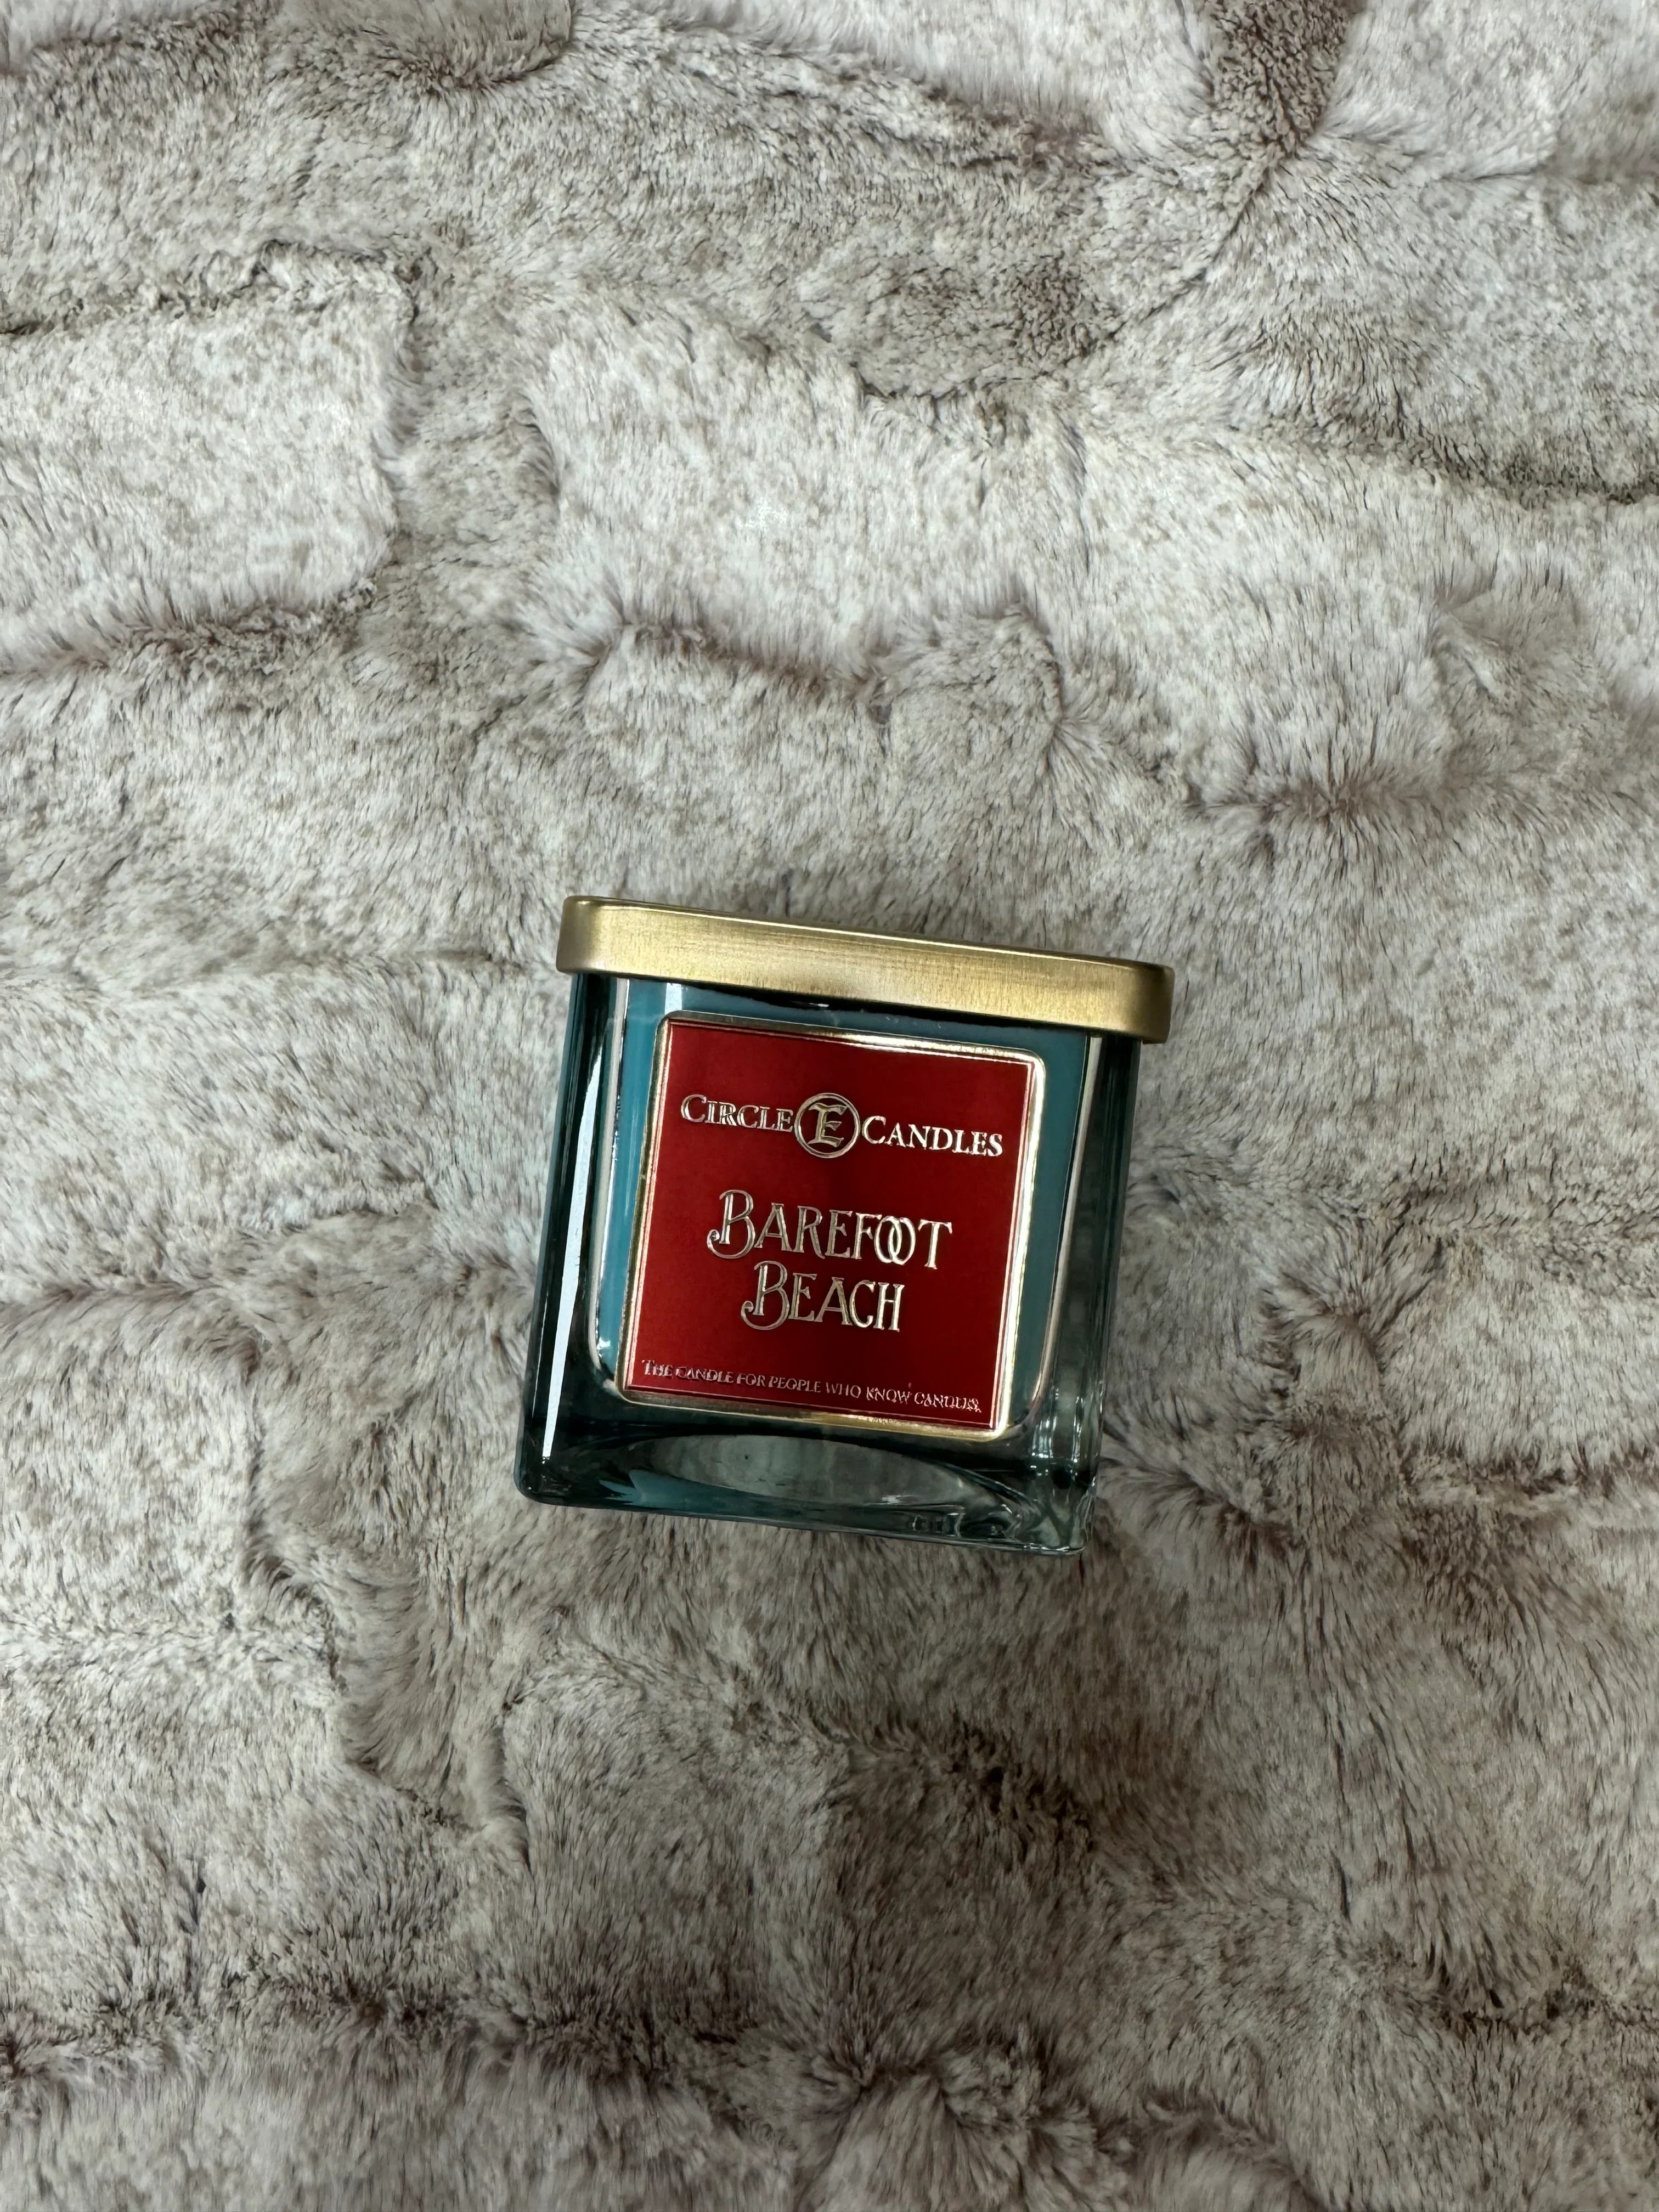 CIRCLE E CANDLES
BAREFOOT
BEACH
THE CANDLE FOR PEOPLE WHO KNOW CANDLES.